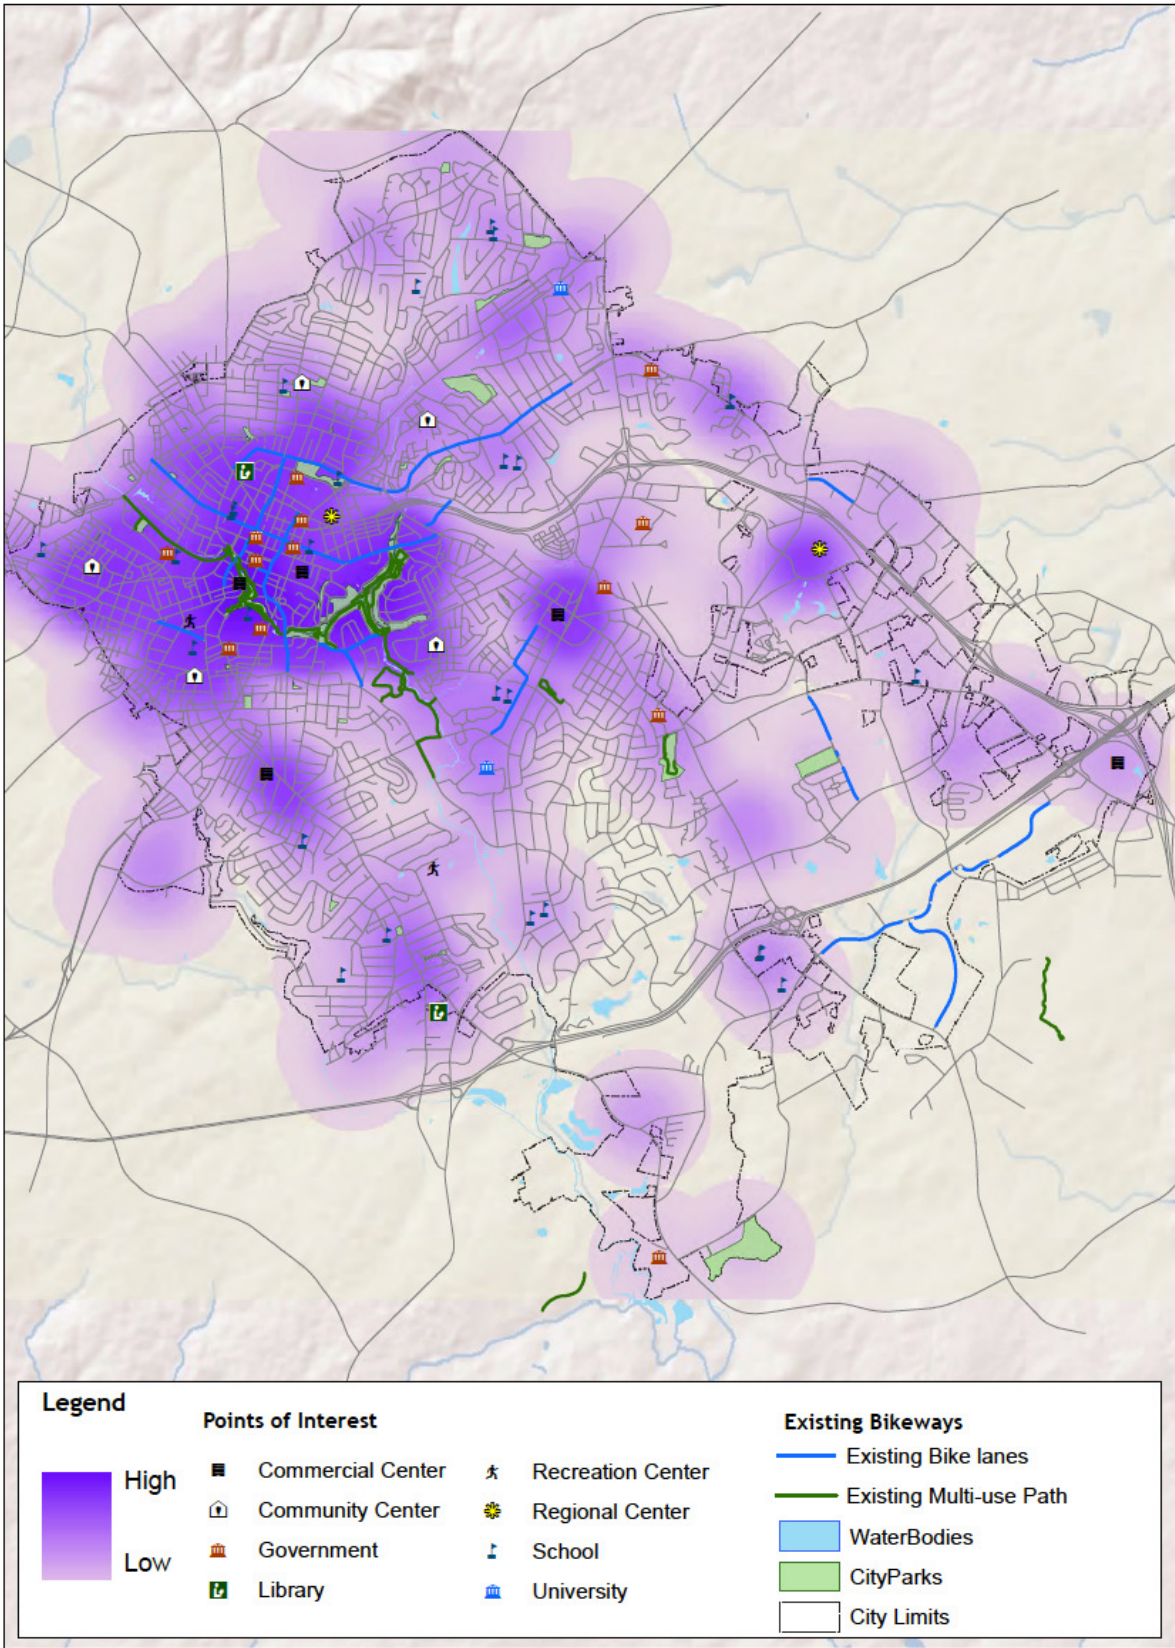 Legend
High
Low
Points of Interest
Commercial Center
Community Center
Government
Library
Recreation Center
Regional Center
School
University
Existing Bikeways
Existing Bike lanes
Existing Multi-use Path
WaterBodies
CityParks
City Limits